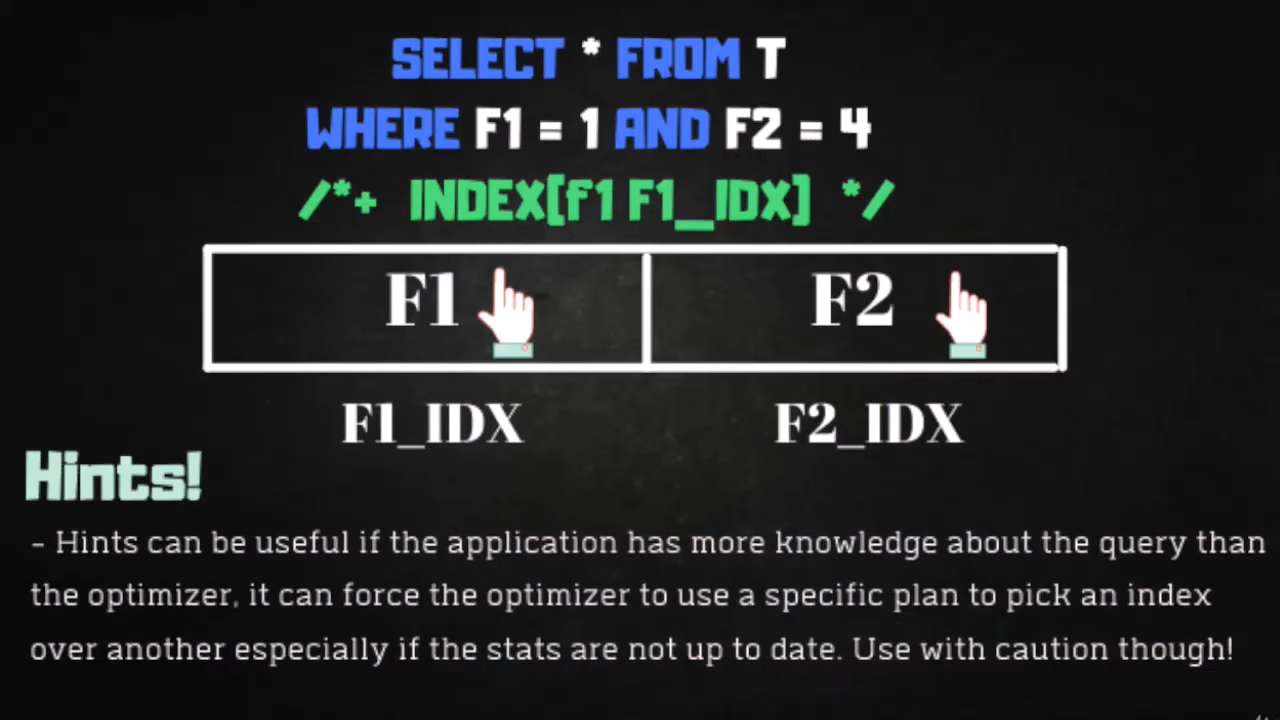 SELECT * FROM T
WHERE F1 = 1 AND F2 = 4
/*+ INDEX[f1 F1_IDX] */
F1 F2
F1_IDX F2_IDX
Hints!
- Hints can be useful if the application has more knowledge about the query than
the optimizer, it can force the optimizer to use a specific plan to pick an index
over another especially if the stats are not up to date. Use with caution though!